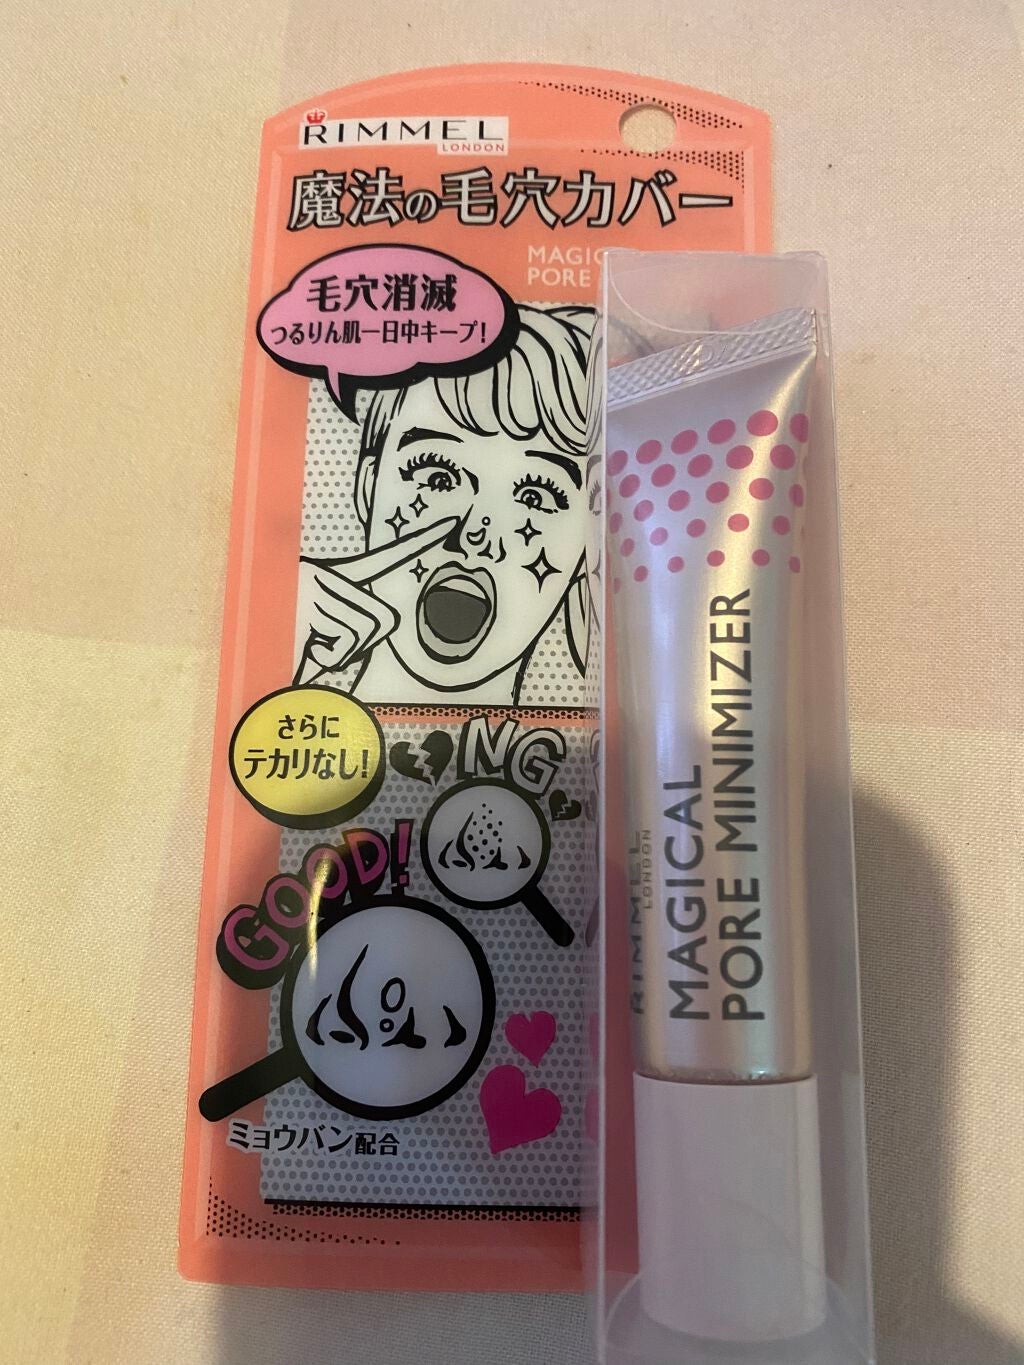 RIMMEL
LONDON
魔法の毛穴カバー
MAGIC
PORE
毛穴消滅
つるりん肌一日中キープ!
さらに
テカリなし!
NG
GOOD!
ミョウバン配合
RIMMEL
LONDON
MAGICAL
PORE MINIMIZER